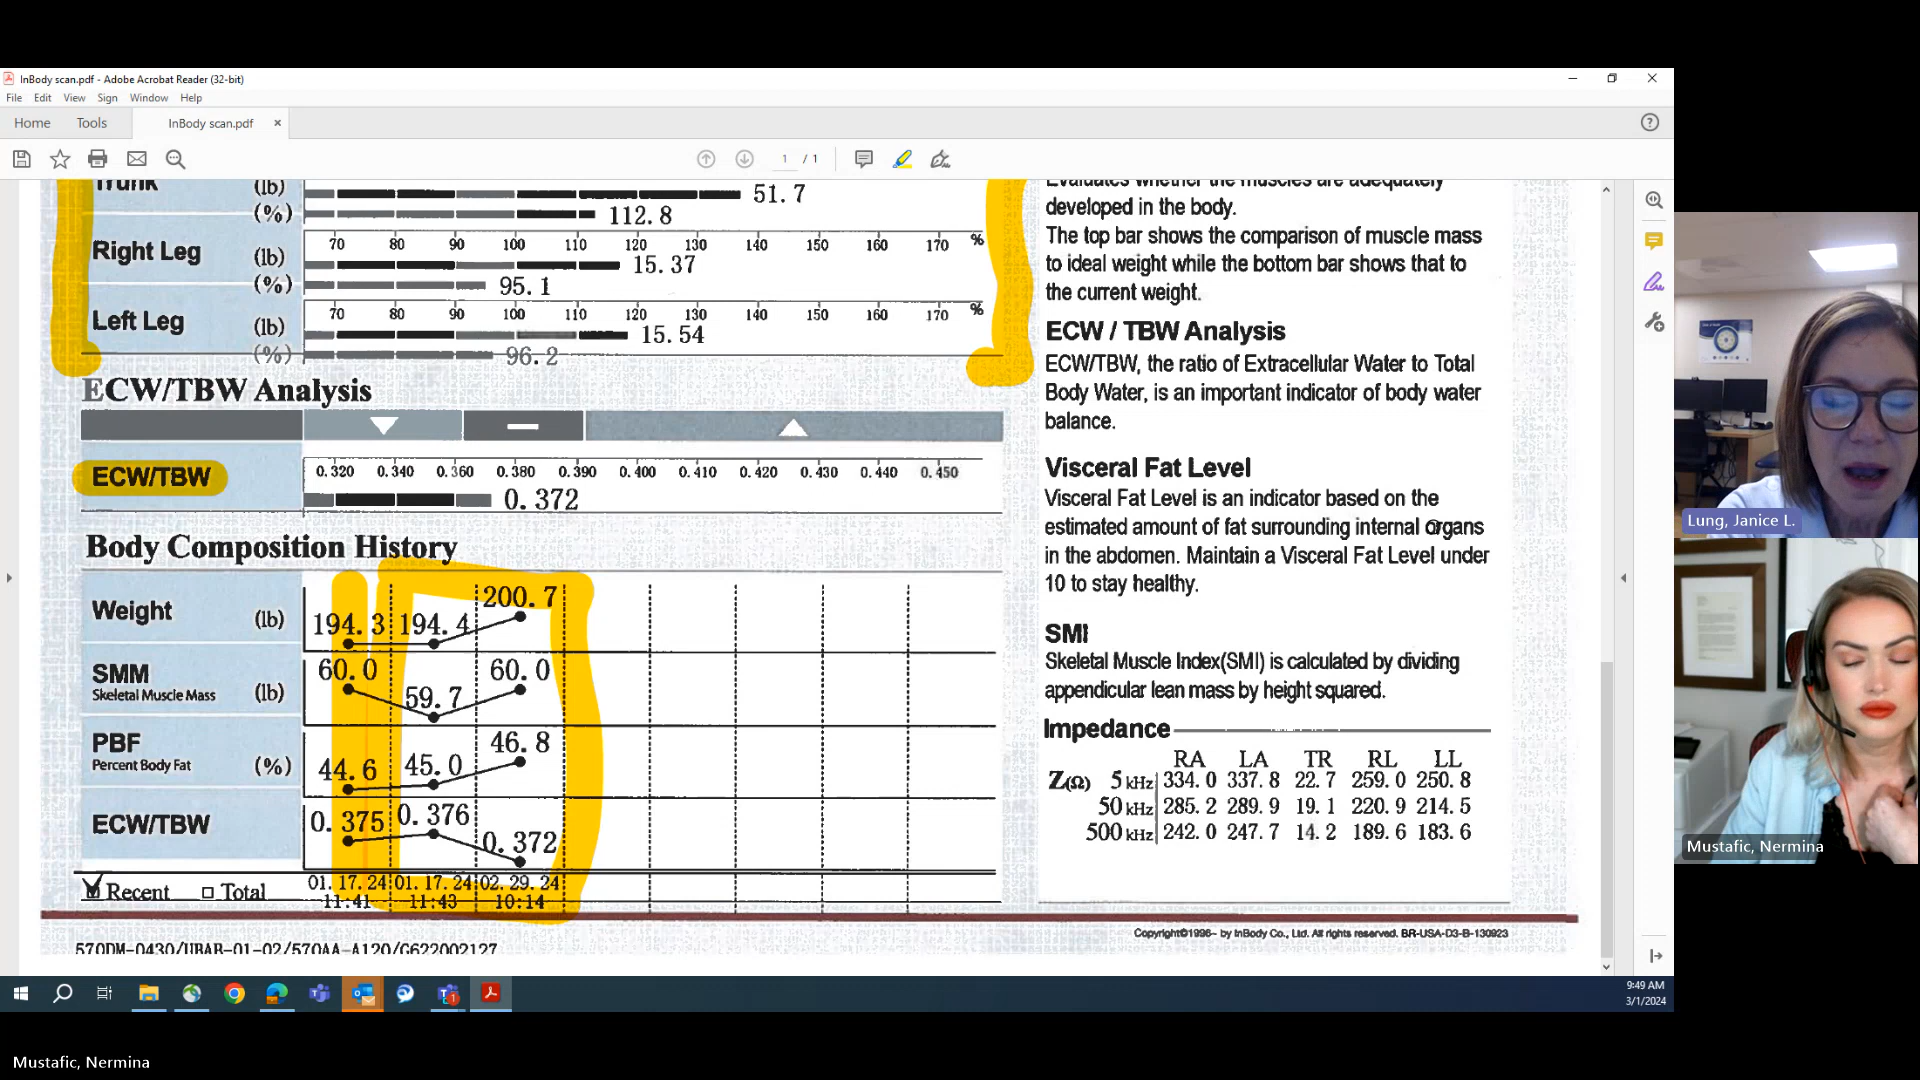 InBody scan.pdf - Adobe Acrobat Reader (32-bit)
File Edit View Sign Window Help
Home Tools InBody scan.pdf ×
1 / 1
Trunk (lb) 51.7
(%) 112.8
Right Leg (lb) 70 80 90 100 110 120 130 140 150 160 170 %
15.37
(%) 95.1
Left Leg (lb) 70 80 90 100 110 120 130 140 150 160 170 %
15.54
(%) 96.2
ECW/TBW Analysis
ECW/TBW 0.320 0.340 0.360 0.380 0.390 0.400 0.410 0.420 0.430 0.440 0.450
0.372
Body Composition History
Weight (lb) 194.3 194.4 200.7
SMM (lb) 60.0 59.7 60.0
Skeletal Muscle Mass
PBF (%) 44.6 45.0 46.8
Percent Body Fat
ECW/TBW 0.375 0.376 0.372
Recent Total 01.17.24 01.17.24 02.29.24
11:41 11:43 10:14
570DM-0430/UBAB-01-02/570AA-A120/G622002127
Evaluates whether the muscles are adequately
developed in the body.
The top bar shows the comparison of muscle mass
to ideal weight while the bottom bar shows that to
the current weight.
ECW / TBW Analysis
ECW/TBW, the ratio of Extracellular Water to Total
Body Water, is an important indicator of body water
balance.
Visceral Fat Level
Visceral Fat Level is an indicator based on the
estimated amount of fat surrounding internal organs
in the abdomen. Maintain a Visceral Fat Level under
10 to stay healthy.
SMI
Skeletal Muscle Index(SMI) is calculated by dividing
appendicular lean mass by height squared.
Impedance
RA LA TR RL LL
Z(Ω) 5 kHz 334.0 337.8 22.7 259.0 250.8
50 kHz 285.2 289.9 19.1 220.9 214.5
500 kHz 242.0 247.7 14.2 189.6 183.6
Copyright©1996~ by InBody Co., Ltd. All rights reserved. BR-USA-D3-B-130923
9:49 AM
3/1/2024
Lung, Janice L.
Mustafic, Nermina
Mustafic, Nermina